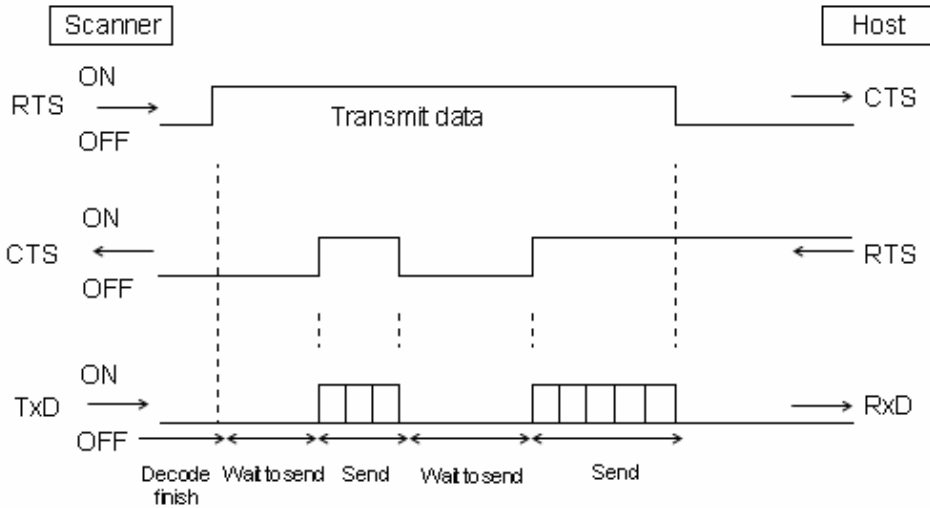 Scanner
Host
ON
RTS
CTS
Transmit data
OFF
ON
CTS
RTS
OFF
ON
TxD
RxD
OFF
Decode
finish
Wait to send
Send
Wait to send
Send